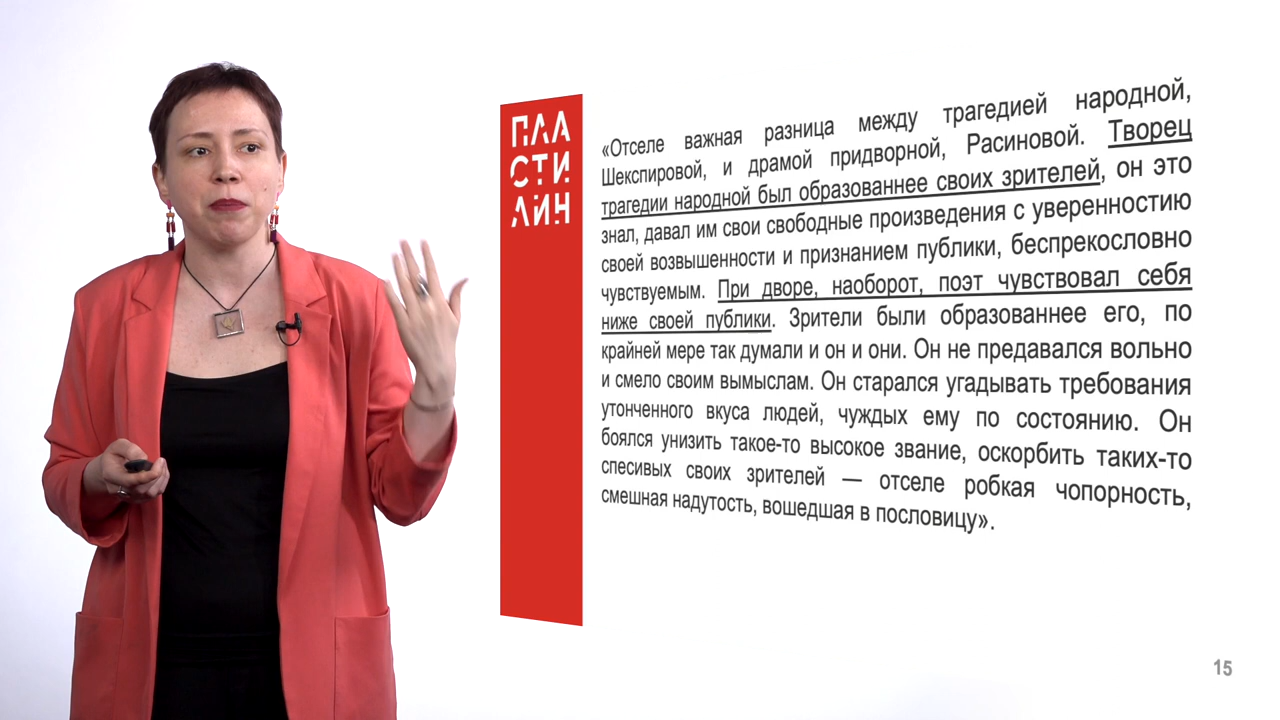 ПЛА
СТИ
ЛИН
«Отселе важная разница между трагедией народной,
Шекспировой, и драмой придворной, Расиновой. Творец
трагедии народной был образованнее своих зрителей, он это
знал, давал им свои свободные произведения с уверенностию
своей возвышенности и признанием публики, беспрекословно
чувствуемым. При дворе, наоборот, поэт чувствовал себя
ниже своей публики. Зрители были образованнее его, по
крайней мере так думали и он и они. Он не предавался вольно
и смело своим вымыслам. Он старался угадывать требования
утонченного вкуса людей, чуждых ему по состоянию. Он
боялся унизить такое-то высокое звание, оскорбить таких-то
спесивых своих зрителей — отселе робкая чопорность,
смешная надутость, вошедшая в пословицу».
15